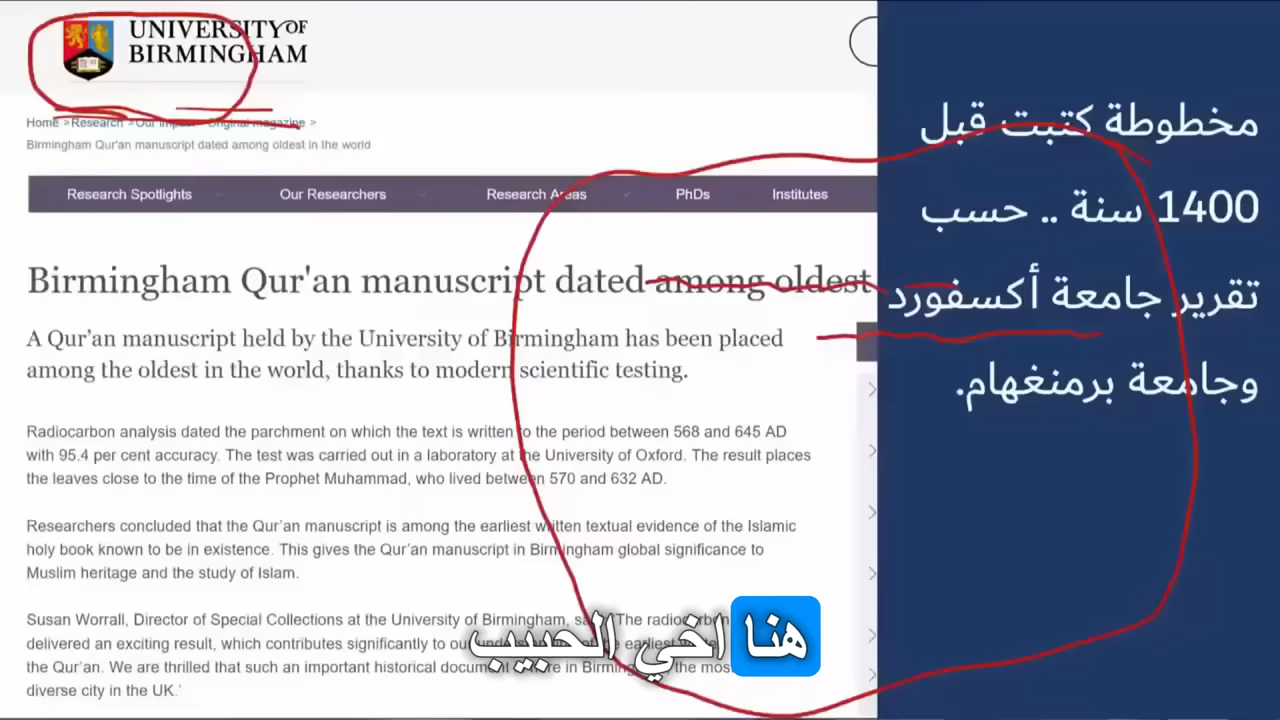 UNIVERSITY OF
BIRMINGHAM
Home > Research > Our impact > Original magazine >
Birmingham Qur'an manuscript dated among oldest in the world
Research Spotlights
Our Researchers
Research Areas
PhDs
Institutes
Birmingham Qur'an manuscript dated among oldest
A Qur'an manuscript held by the University of Birmingham has been placed
among the oldest in the world, thanks to modern scientific testing.
Radiocarbon analysis dated the parchment on which the text is written to the period between 568 and 645 AD
with 95.4 per cent accuracy. The test was carried out in a laboratory at the University of Oxford. The result places
the leaves close to the time of the Prophet Muhammad, who lived between 570 and 632 AD.
Researchers concluded that the Qur'an manuscript is among the earliest written textual evidence of the Islamic
holy book known to be in existence. This gives the Qur'an manuscript in Birmingham global significance to
Muslim heritage and the study of Islam.
Susan Worrall, Director of Special Collections at the University of Birmingham, The
delivered an exciting result, which contributes significantly to earliest
the Qur'an. We are thrilled that such an important historical the most
diverse city in the UK.'
مخطوطة كتبت قبل
1400 سنة .. حسب
تقرير جامعة أكسفورد
وجامعة برمنغهام.
هنا اخي الحبيب